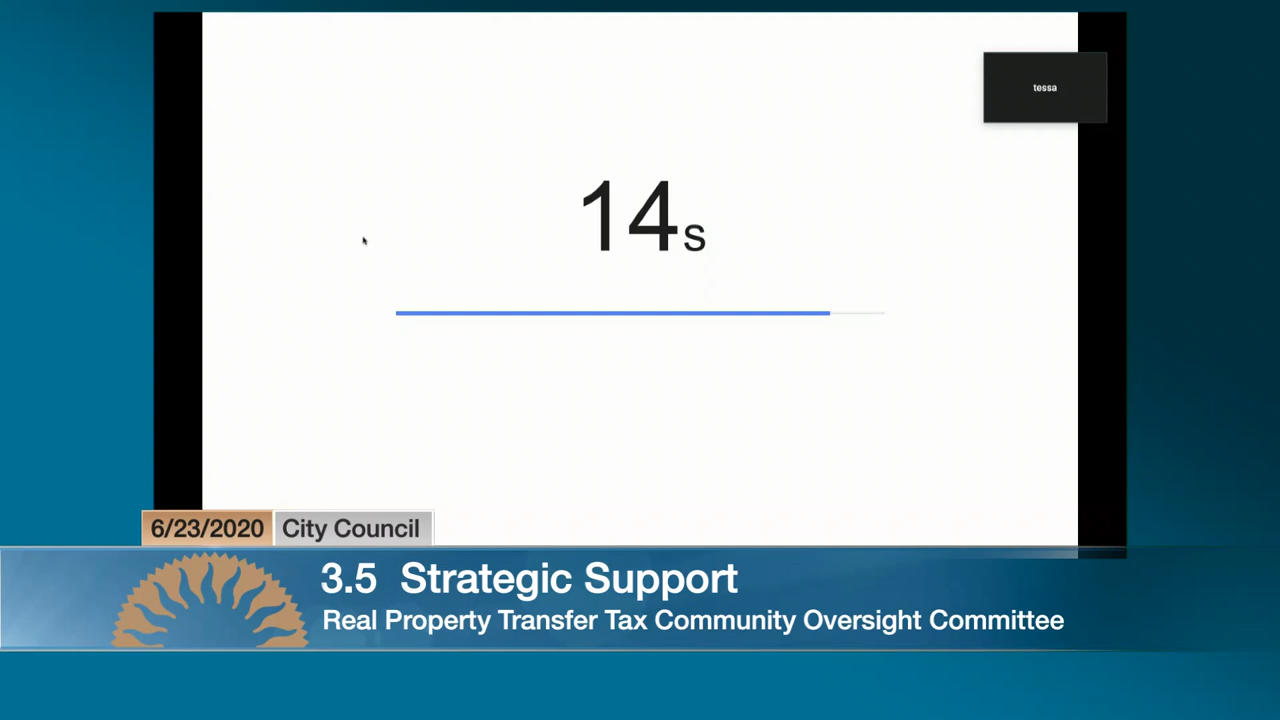 tessa
14s
6/23/2020 City Council
3.5 Strategic Support
Real Property Transfer Tax Community Oversight Committee